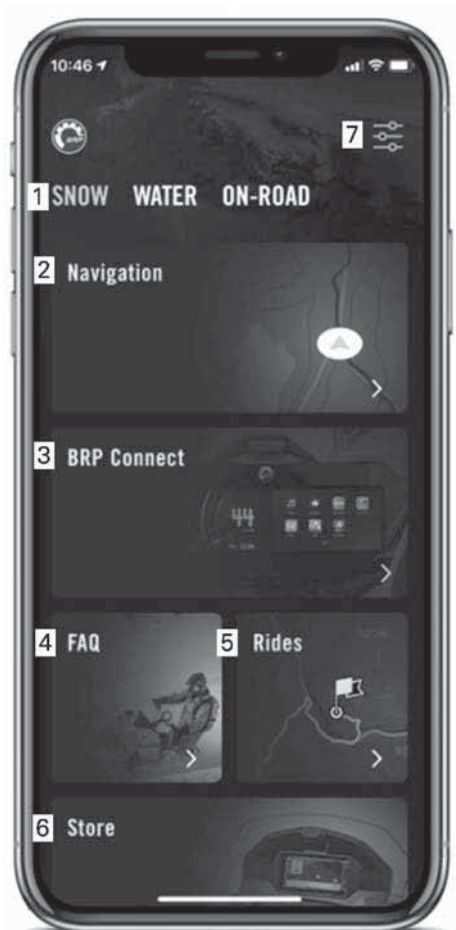 10:46
7
1 SNOW WATER ON-ROAD
2 Navigation
3 BRP Connect
4 FAQ
5 Rides
6 Store